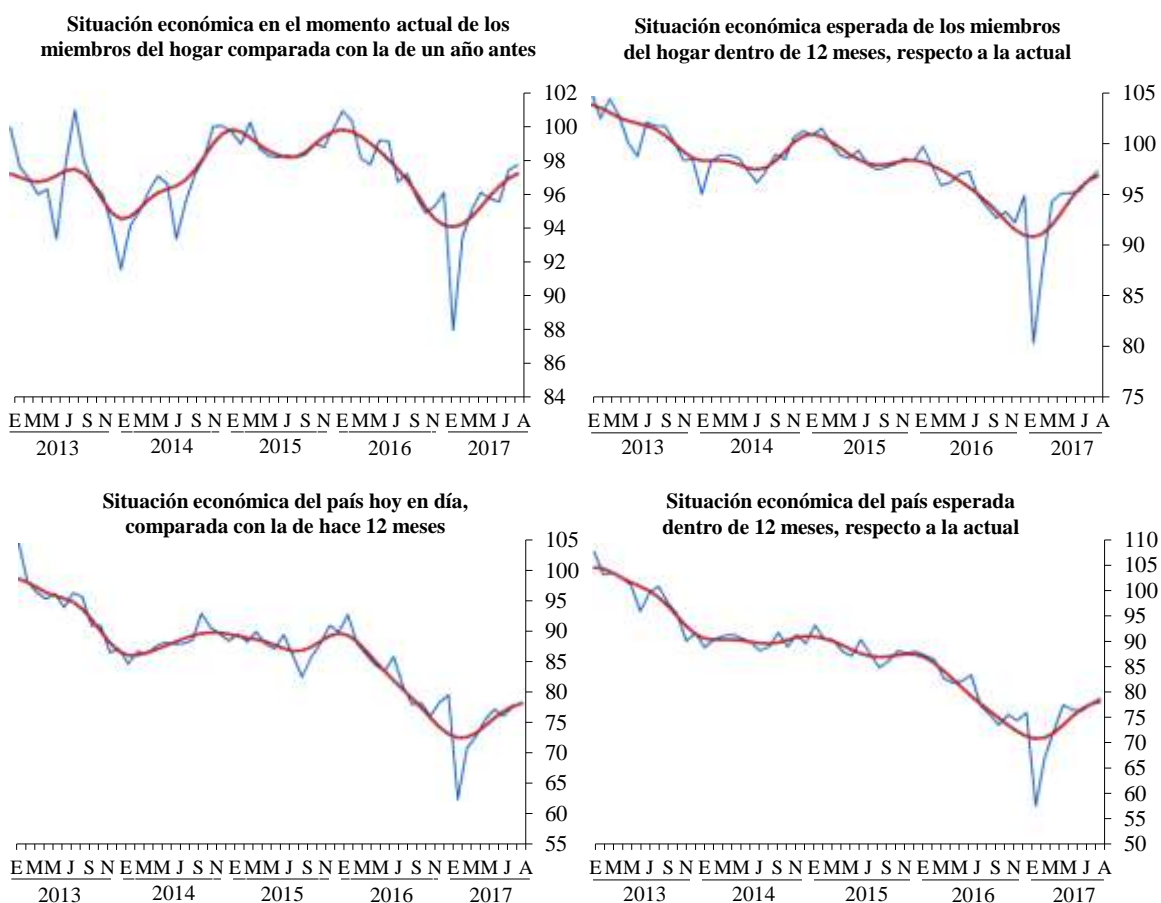 Situación económica en el momento actual de los
miembros del hogar comparada con la de un año antes
102
100
98
96
94
92
90
88
86
84
E M M J S N E M M J S N E M M J S N E M M J S N E M M J A
2013 2014 2015 2016 2017
Situación económica esperada de los miembros
del hogar dentro de 12 meses, respecto a la actual
105
100
95
90
85
80
75
E M M J S N E M M J S N E M M J S N E M M J S N E M M J A
2013 2014 2015 2016 2017
Situación económica del país hoy en día,
comparada con la de hace 12 meses
105
100
95
90
85
80
75
70
65
60
55
E M M J S N E M M J S N E M M J S N E M M J S N E M M J A
2013 2014 2015 2016 2017
Situación económica del país esperada
dentro de 12 meses, respecto a la actual
110
105
100
95
90
85
80
75
70
65
60
55
50
E M M J S N E M M J S N E M M J S N E M M J S N E M M J A
2013 2014 2015 2016 2017